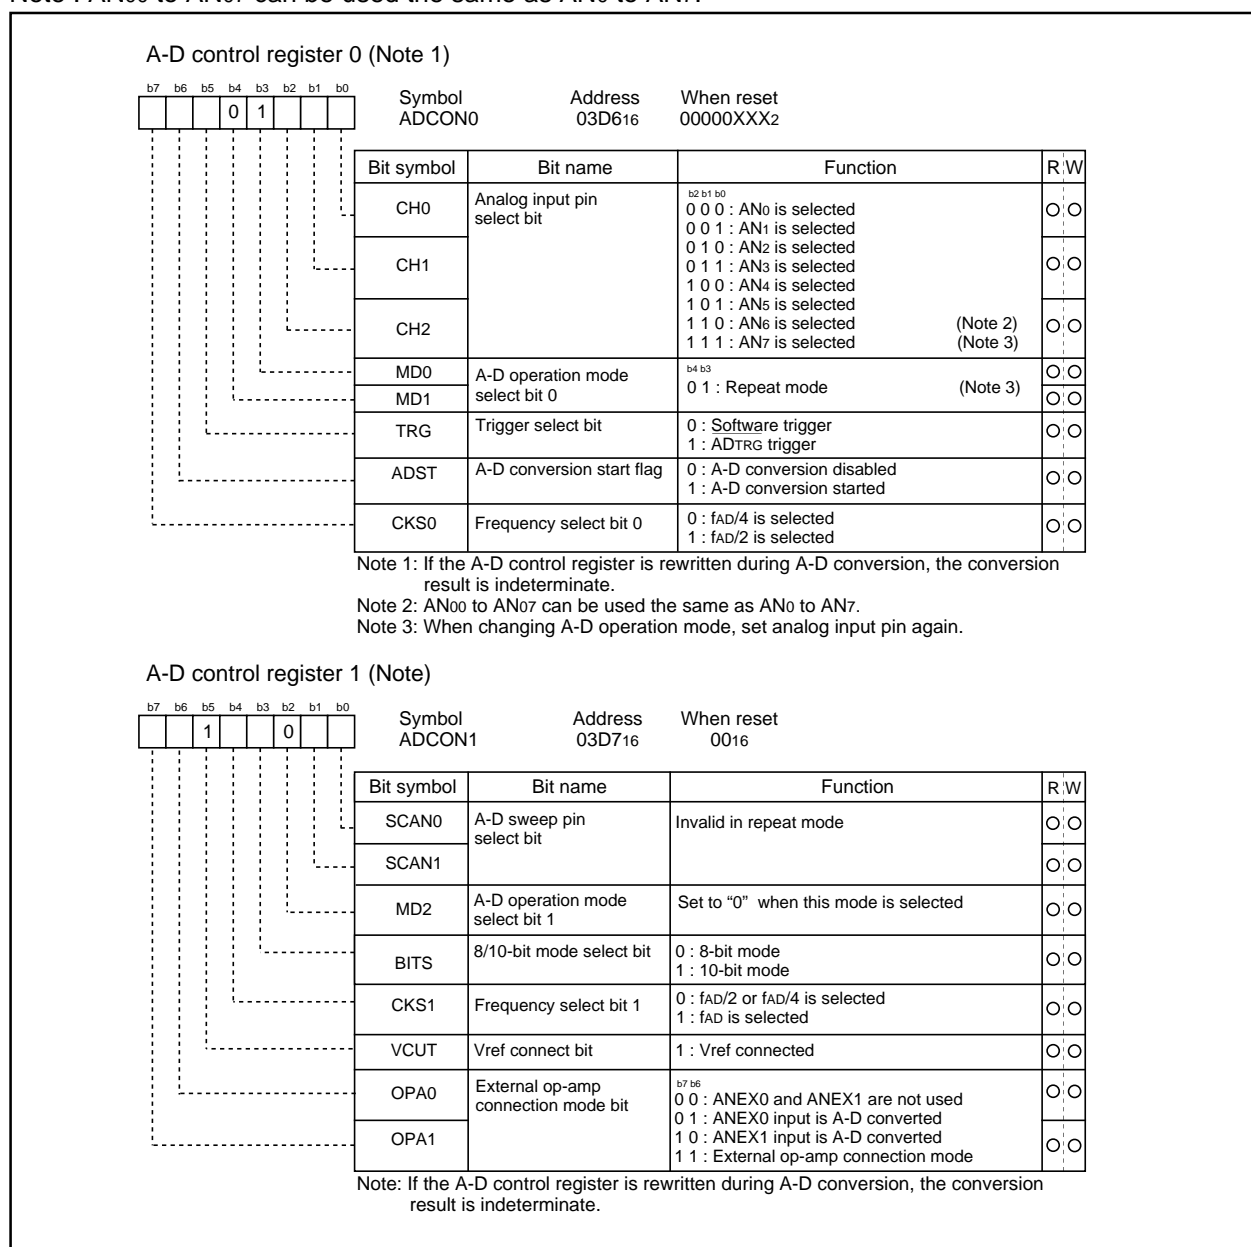 Note : AN00 to AN07 can be used the same as AN0 to AN7.
A-D control register 0 (Note 1)
b7 b6 b5 b4 b3 b2 b1 b0
0 1
Symbol Address When reset
ADCON0 03D616 00000XXX2
Bit symbol Bit name Function R W
CH0 Analog input pin
select bit
b2 b1 b0
0 0 0 : AN0 is selected
0 0 1 : AN1 is selected
0 1 0 : AN2 is selected
CH1 0 1 1 : AN3 is selected
1 0 0 : AN4 is selected
1 0 1 : AN5 is selected
CH2 1 1 0 : AN6 is selected (Note 2)
1 1 1 : AN7 is selected (Note 3)
MD0 A-D operation mode
select bit 0
b4 b3
0 1 : Repeat mode (Note 3)
MD1
TRG Trigger select bit 0 : Software trigger
1 : ADTRG trigger
ADST A-D conversion start flag 0 : A-D conversion disabled
1 : A-D conversion started
CKS0 Frequency select bit 0 0 : fAD/4 is selected
1 : fAD/2 is selected
Note 1: If the A-D control register is rewritten during A-D conversion, the conversion
result is indeterminate.
Note 2: AN00 to AN07 can be used the same as AN0 to AN7.
Note 3: When changing A-D operation mode, set analog input pin again.
A-D control register 1 (Note)
b7 b6 b5 b4 b3 b2 b1 b0
1 0
Symbol Address When reset
ADCON1 03D716 0016
Bit symbol Bit name Function R W
SCAN0 A-D sweep pin
select bit
Invalid in repeat mode
SCAN1
MD2 A-D operation mode
select bit 1
Set to “0” when this mode is selected
BITS 8/10-bit mode select bit 0 : 8-bit mode
1 : 10-bit mode
CKS1 Frequency select bit 1 0 : fAD/2 or fAD/4 is selected
1 : fAD is selected
VCUT Vref connect bit 1 : Vref connected
OPA0 External op-amp
connection mode bit
b7 b6
0 0 : ANEX0 and ANEX1 are not used
0 1 : ANEX0 input is A-D converted
OPA1 1 0 : ANEX1 input is A-D converted
1 1 : External op-amp connection mode
Note: If the A-D control register is rewritten during A-D conversion, the conversion
result is indeterminate.